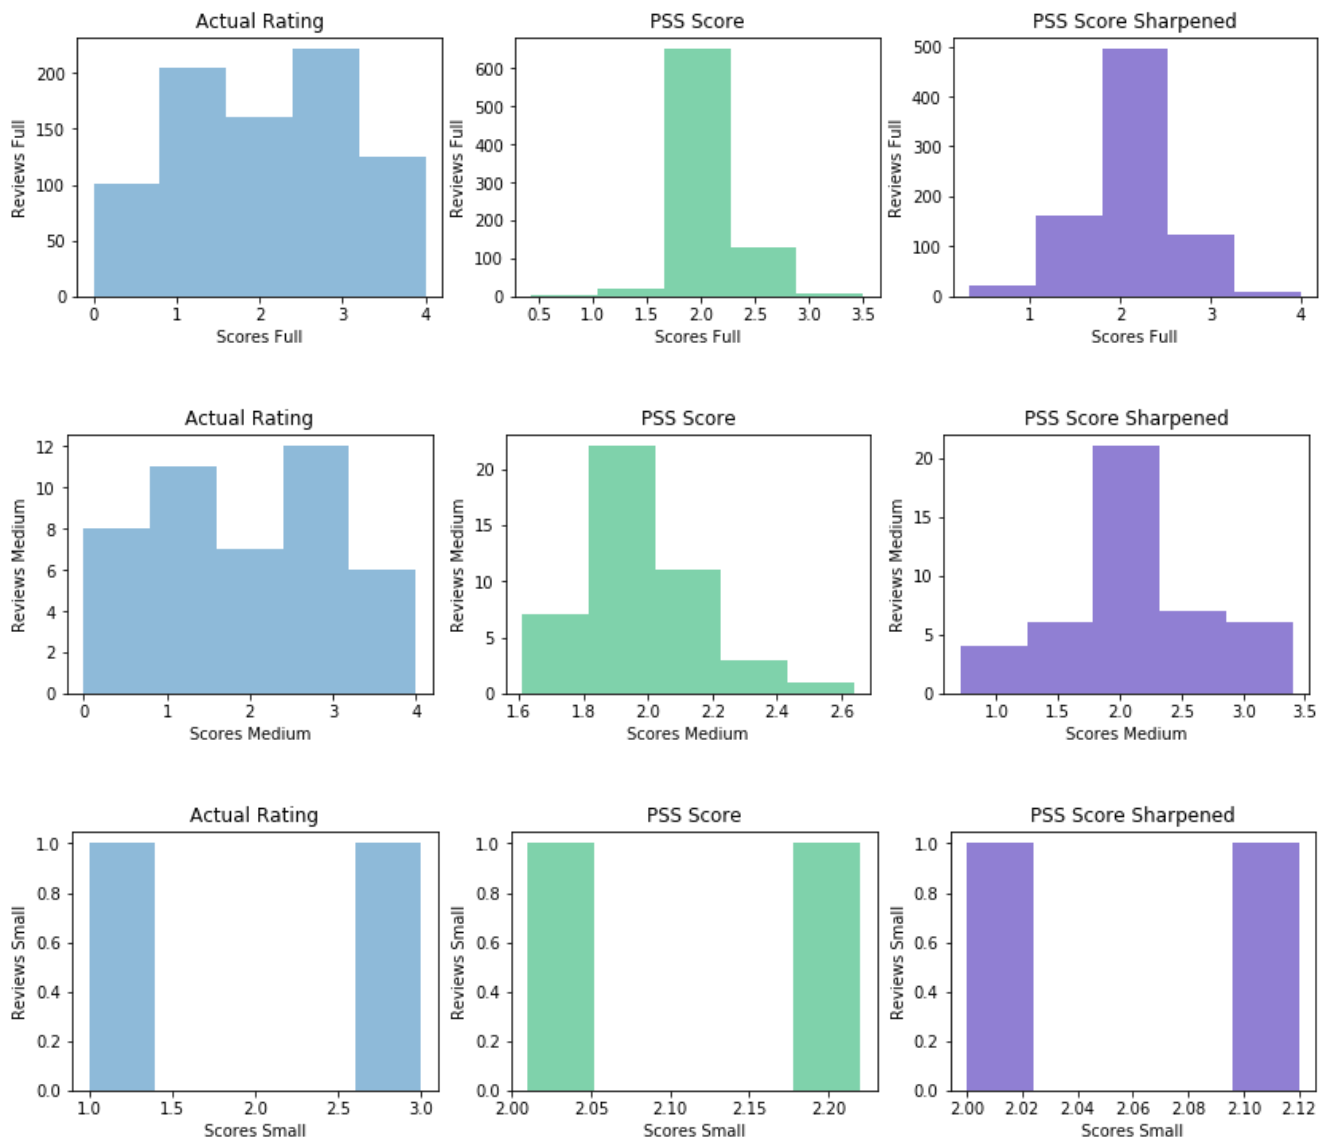 Actual Rating
PSS Score
PSS Score Sharpened
Reviews Full
200
150
100
50
0
0 1 2 3 4
Scores Full
Reviews Full
600
500
400
300
200
100
0
0.5 1.0 1.5 2.0 2.5 3.0 3.5
Scores Full
Reviews Full
500
400
300
200
100
0
1 2 3 4
Scores Full
Actual Rating
PSS Score
PSS Score Sharpened
Reviews Medium
12
10
8
6
4
2
0
0 1 2 3 4
Scores Medium
Reviews Medium
20
15
10
5
0
1.6 1.8 2.0 2.2 2.4 2.6
Scores Medium
Reviews Medium
20
15
10
5
0
1.0 1.5 2.0 2.5 3.0 3.5
Scores Medium
Actual Rating
PSS Score
PSS Score Sharpened
Reviews Small
1.0
0.8
0.6
0.4
0.2
0.0
1.0 1.5 2.0 2.5 3.0
Scores Small
Reviews Small
1.0
0.8
0.6
0.4
0.2
0.0
2.00 2.05 2.10 2.15 2.20
Scores Small
Reviews Small
1.0
0.8
0.6
0.4
0.2
0.0
2.00 2.02 2.04 2.06 2.08 2.10 2.12
Scores Small